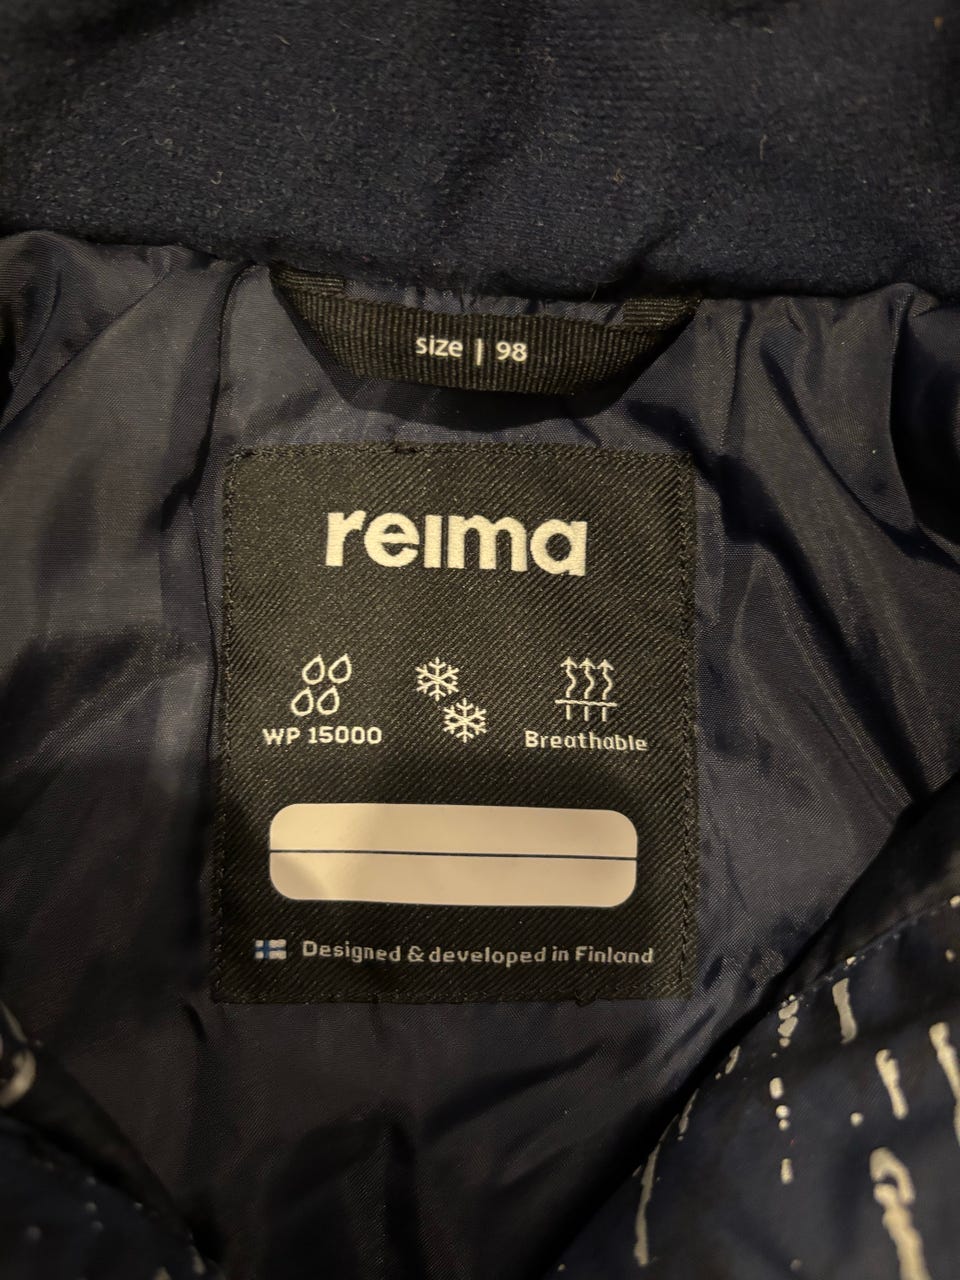 size | 98
reima
WP 15000
Breathable
Designed & developed in Finland